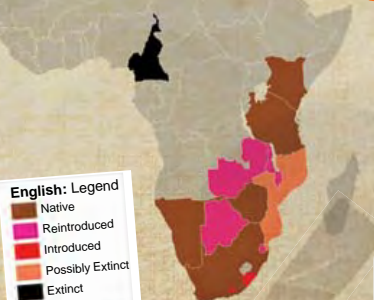 English: Legend
Native
Reintroduced
Introduced
Possibly Extinct
Extinct